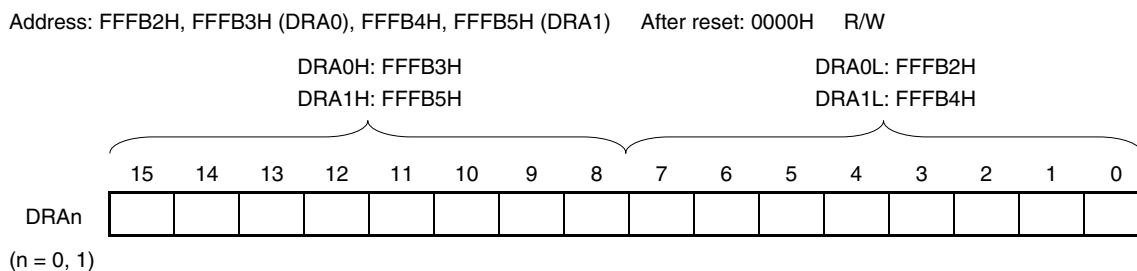 Address: FFFB2H, FFFB3H (DRA0), FFFB4H, FFFB5H (DRA1) After reset: 0000H R/W
DRA0H: FFFB3H DRA0L: FFFB2H
DRA1H: FFFB5H DRA1L: FFFB4H
15 14 13 12 11 10 9 8 7 6 5 4 3 2 1 0
DRAn
(n = 0, 1)